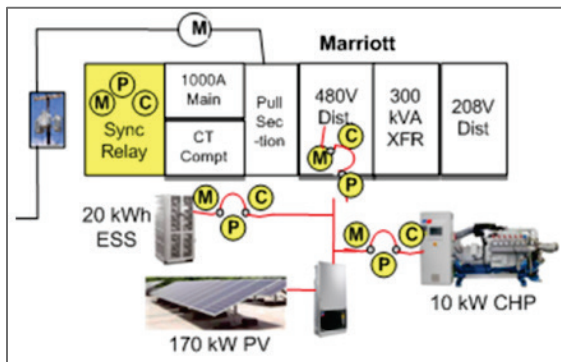 M
Marriott
P
M
C
Sync
Relay
1000A
Main
CT
Compt
Pull
Sec
-tion
480V
Dist.
C
M
P
300
kVA
XFR
208V
Dist
20 kWh
ESS
M
C
P
M
C
P
10 kW CHP
170 kW PV